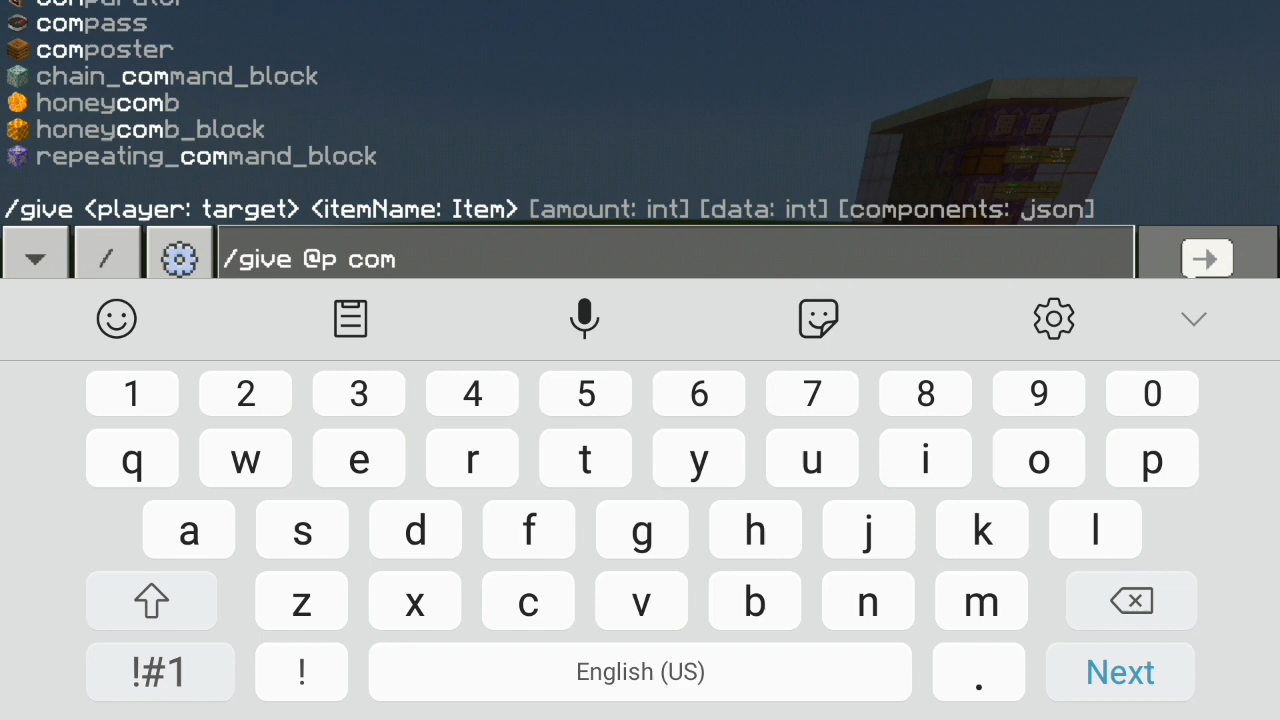 compass
composter
chain_command_block
honeycomb
honeycomb_block
repeating_command_block
/give <player: target> <itemName: Item> [amount: int] [data: int] [components: json]
/
/give @p com
1 2 3 4 5 6 7 8 9 0
q w e r t y u i o p
a s d f g h j k l
z x c v b n m
!#1 ! English (US) . Next